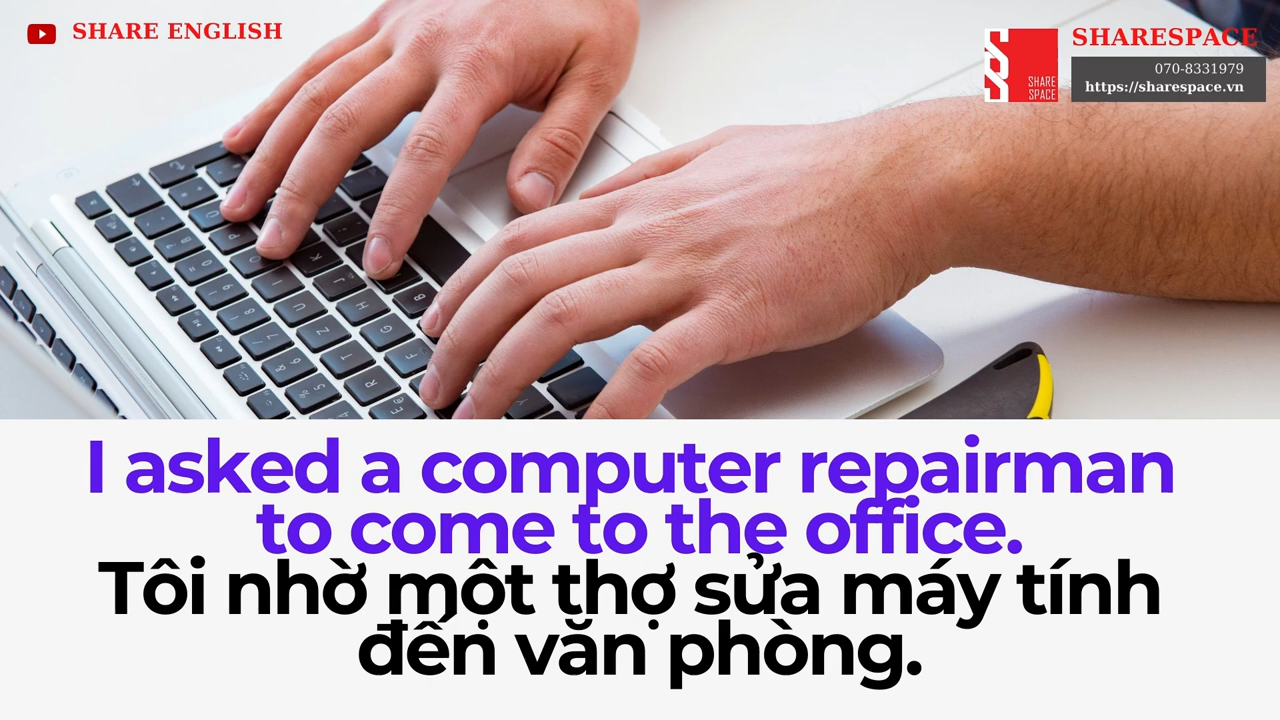 SHARE ENGLISH
SHARESPACE
070-8331979
https://sharespace.vn
SHARE
SPACE
I asked a computer repairman
to come to the office.
Tôi nhờ một thợ sửa máy tính
đến văn phòng.